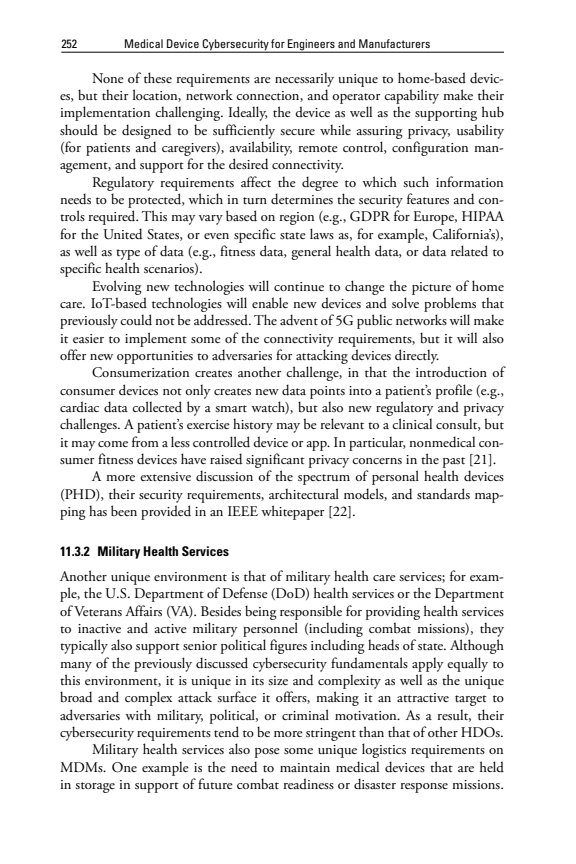 252 Medical Device Cybersecurity for Engineers and Manufacturers
None of these requirements are necessarily unique to home-based devic-
es, but their location, network connection, and operator capability make their
implementation challenging. Ideally, the device as well as the supporting hub
should be designed to be sufficiently secure while assuring privacy, usability
(for patients and caregivers), availability, remote control, configuration man-
agement, and support for the desired connectivity.
Regulatory requirements affect the degree to which such information
needs to be protected, which in turn determines the security features and con-
trols required. This may vary based on region (e.g., GDPR for Europe, HIPAA
for the United States, or even specific state laws as, for example, California’s),
as well as type of data (e.g., fitness data, general health data, or data related to
specific health scenarios).
Evolving new technologies will continue to change the picture of home
care. IoT-based technologies will enable new devices and solve problems that
previously could not be addressed. The advent of 5G public networks will make
it easier to implement some of the connectivity requirements, but it will also
offer new opportunities to adversaries for attacking devices directly.
Consumerization creates another challenge, in that the introduction of
consumer devices not only creates new data points into a patient’s profile (e.g.,
cardiac data collected by a smart watch), but also new regulatory and privacy
challenges. A patient’s exercise history may be relevant to a clinical consult, but
it may come from a less controlled device or app. In particular, nonmedical con-
sumer fitness devices have raised significant privacy concerns in the past [21].
A more extensive discussion of the spectrum of personal health devices
(PHD), their security requirements, architectural models, and standards map-
ping has been provided in an IEEE whitepaper [22].
11.3.2 Military Health Services
Another unique environment is that of military health care services; for exam-
ple, the U.S. Department of Defense (DoD) health services or the Department
of Veterans Affairs (VA). Besides being responsible for providing health services
to inactive and active military personnel (including combat missions), they
typically also support senior political figures including heads of state. Although
many of the previously discussed cybersecurity fundamentals apply equally to
this environment, it is unique in its size and complexity as well as the unique
broad and complex attack surface it offers, making it an attractive target to
adversaries with military, political, or criminal motivation. As a result, their
cybersecurity requirements tend to be more stringent than that of other HDOs.
Military health services also pose some unique logistics requirements on
MDMs. One example is the need to maintain medical devices that are held
in storage in support of future combat readiness or disaster response missions.